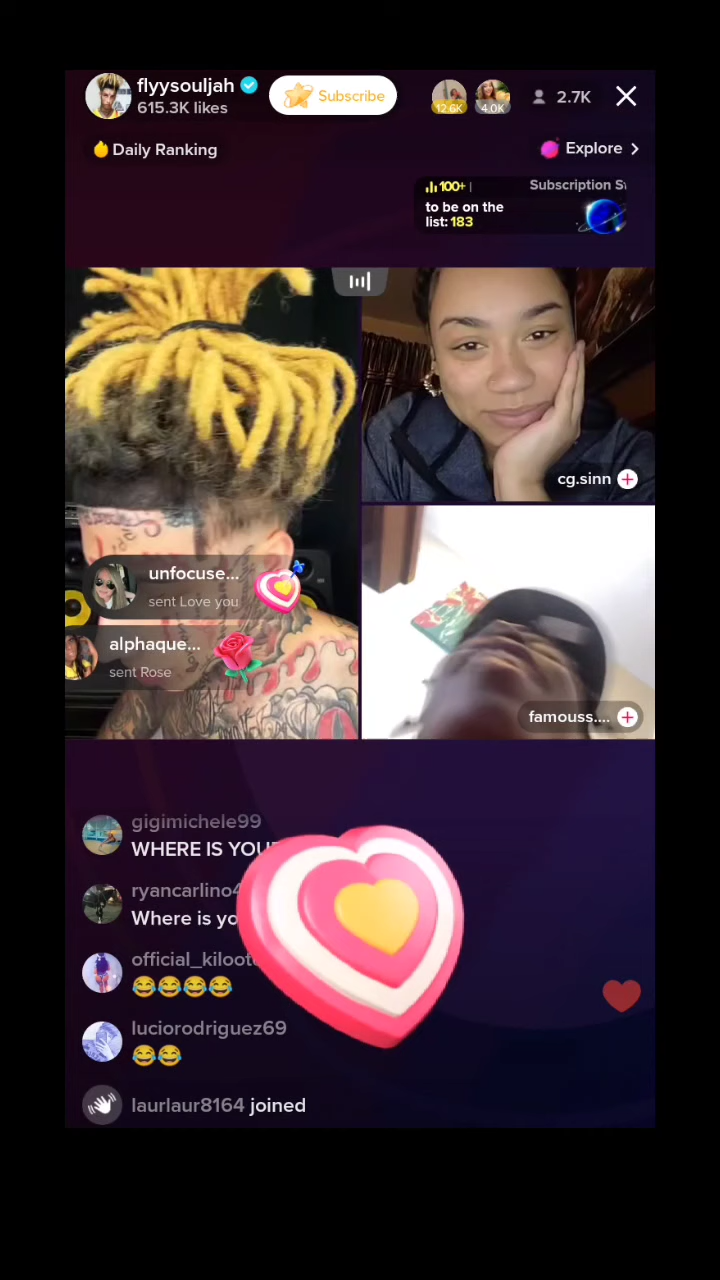 flyysouljah
615.3K likes
Subscribe
12.6K
4.0K
2.7K
Daily Ranking
Explore
100+
Subscription S
to be on the
list: 183
cg.sinn
unfocuse...
sent Love you
alphaque...
sent Rose
famouss....
gigimichele99
WHERE IS YOU
ryancarlino4
Where is yo
official_kiloot
😂😂😂😂
luciorodriguez69
😂😂
laurlaur8164 joined